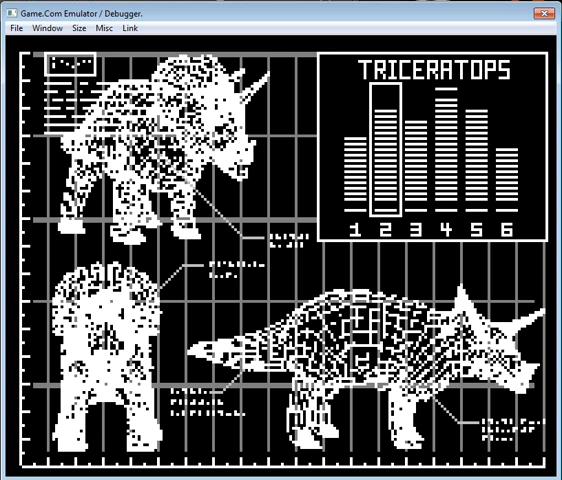 Game.Com Emulator / Debugger.
File Window Size Misc Link
TRICERATOPS
1 2 3 4 5 6